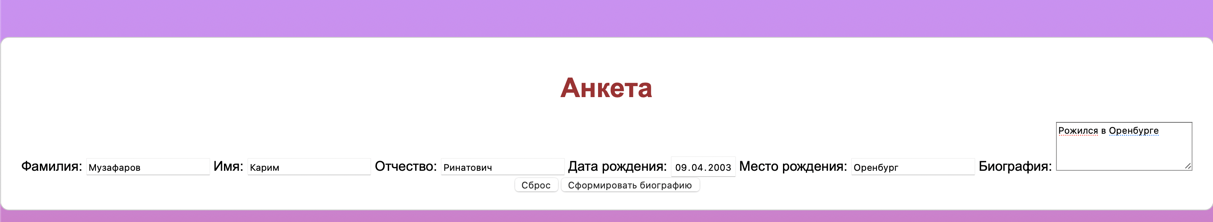 Анкета
Рожился в Оренбурге
Фамилия: Музафаров Имя: Карим Отчество: Ринатович Дата рождения: 09.04.2003 Место рождения: Оренбург Биография:
Сброс Сформировать биографию